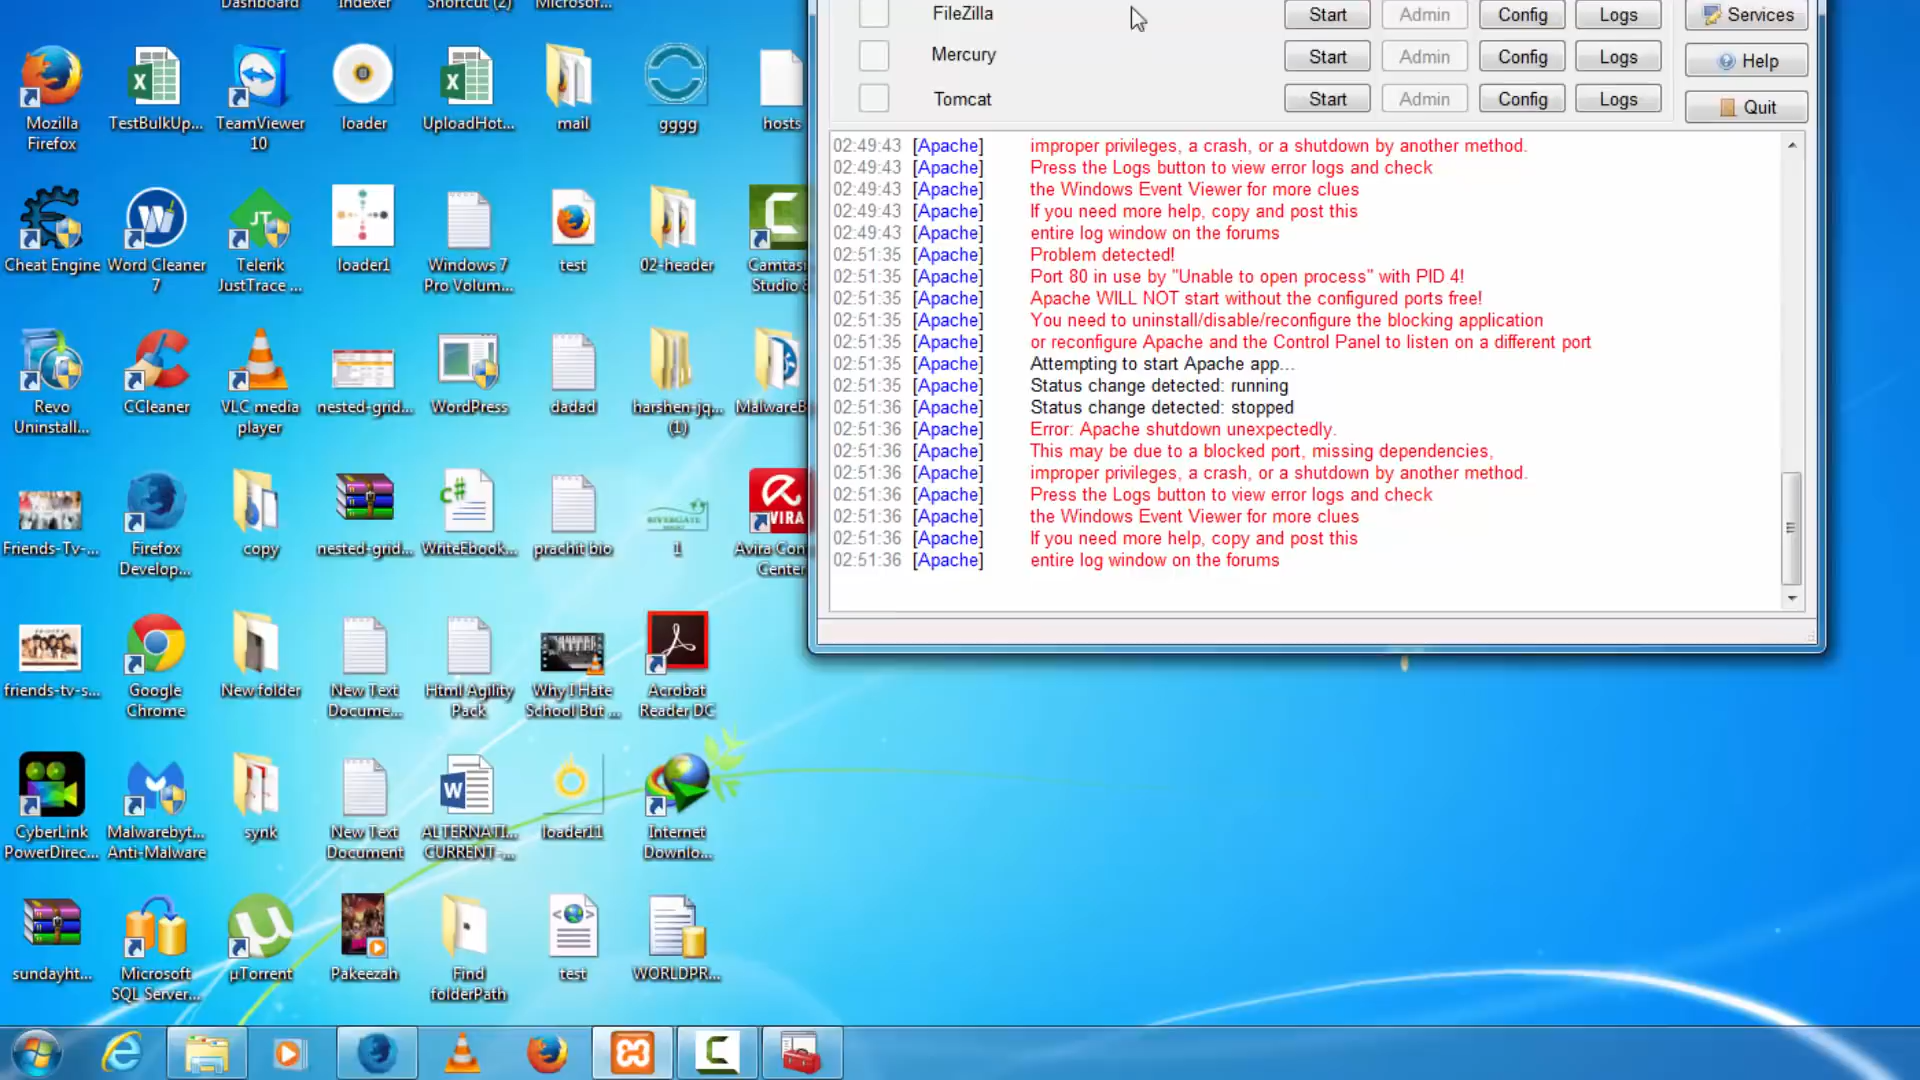 Dashboard
Indexer
Shortcut (2)
Microsof...
FileZilla
Start
Admin
Config
Logs
Services
Mercury
Start
Admin
Config
Logs
Help
Tomcat
Start
Admin
Config
Logs
Quit
02:49:43 [Apache] improper privileges, a crash, or a shutdown by another method.
02:49:43 [Apache] Press the Logs button to view error logs and check
02:49:43 [Apache] the Windows Event Viewer for more clues
02:49:43 [Apache] If you need more help, copy and post this
02:49:43 [Apache] entire log window on the forums
02:51:35 [Apache] Problem detected!
02:51:35 [Apache] Port 80 in use by "Unable to open process" with PID 4!
02:51:35 [Apache] Apache WILL NOT start without the configured ports free!
02:51:35 [Apache] You need to uninstall/disable/reconfigure the blocking application
02:51:35 [Apache] or reconfigure Apache and the Control Panel to listen on a different port
02:51:35 [Apache] Attempting to start Apache app...
02:51:35 [Apache] Status change detected: running
02:51:36 [Apache] Status change detected: stopped
02:51:36 [Apache] Error: Apache shutdown unexpectedly.
02:51:36 [Apache] This may be due to a blocked port, missing dependencies,
02:51:36 [Apache] improper privileges, a crash, or a shutdown by another method.
02:51:36 [Apache] Press the Logs button to view error logs and check
02:51:36 [Apache] the Windows Event Viewer for more clues
02:51:36 [Apache] If you need more help, copy and post this
02:51:36 [Apache] entire log window on the forums
Mozilla
Firefox
TestBulkUp...
TeamViewer
10
loader
UploadHot...
mail
gggg
hosts
Cheat Engine
Word Cleaner
7
JT
Telerik
JustTrace ...
loader1
Windows 7
Pro Volum...
test
02-header
Camtas
Studio 8
Revo
Uninstall...
CCleaner
VLC media
player
nested-grid...
WordPress
dadad
harshen-jq...
(1)
MalwareB
Friends-Tv-...
Firefox
Develop...
copy
nested-grid...
C#
WriteEbook...
prachit bio
RIVERGATE
1
VIRA
Avira Con
Center
friends-tv-s...
Google
Chrome
New folder
New Text
Docume...
Html Agility
Pack
Why I Hate
School But ...
Acrobat
Reader DC
CyberLink
PowerDirec...
Malwarebyt...
Anti-Malware
synk
New Text
Document
ALTERNATI...
CURRENT -...
loader11
Internet
Downlo...
sundayht...
Microsoft
SQL Server...
µTorrent
Pakeezah
Find
folderPath
test
WORLDPR...